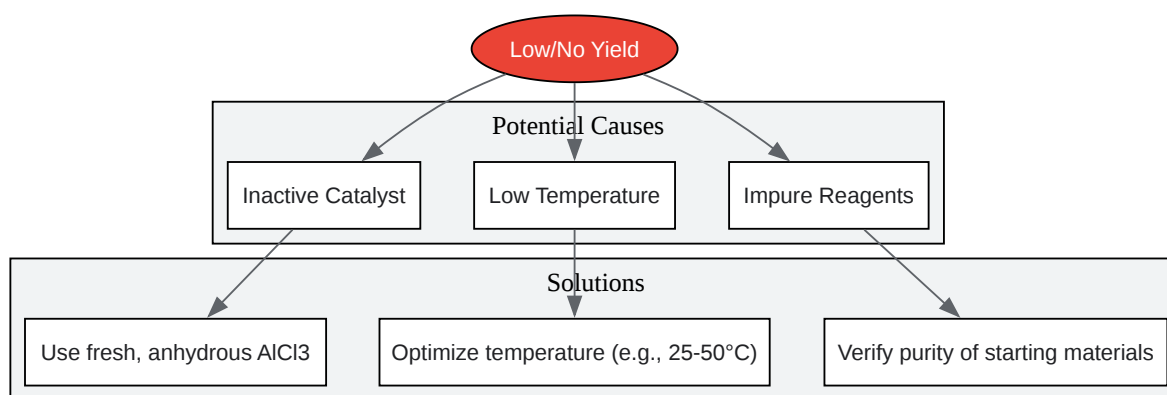 Low/No Yield
Potential Causes
Inactive Catalyst
Low Temperature
Impure Reagents
Solutions
Use fresh, anhydrous AlCl3
Optimize temperature (e.g., 25-50°C)
Verify purity of starting materials